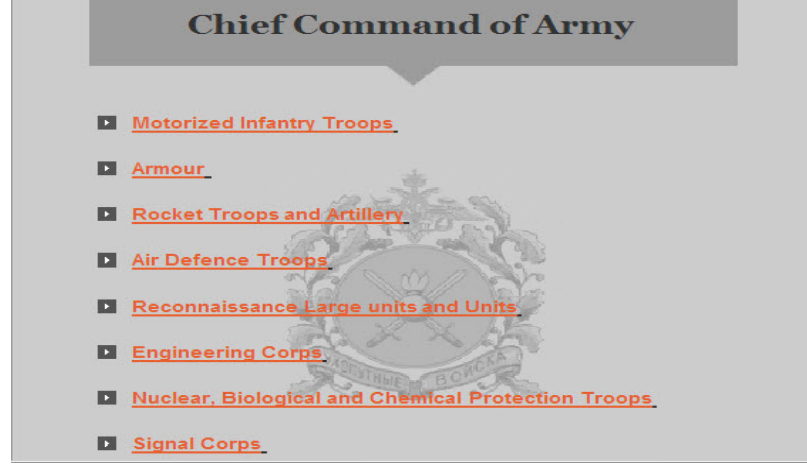 Chief Command of Army
Motorized Infantry Troops
Armour
Rocket Troops and Artillery
Air Defence Troops
Reconnaissance Large units and Units
Engineering Corps
СУХОПУТНЫЕ ВОЙСКА
Nuclear, Biological and Chemical Protection Troops
Signal Corps